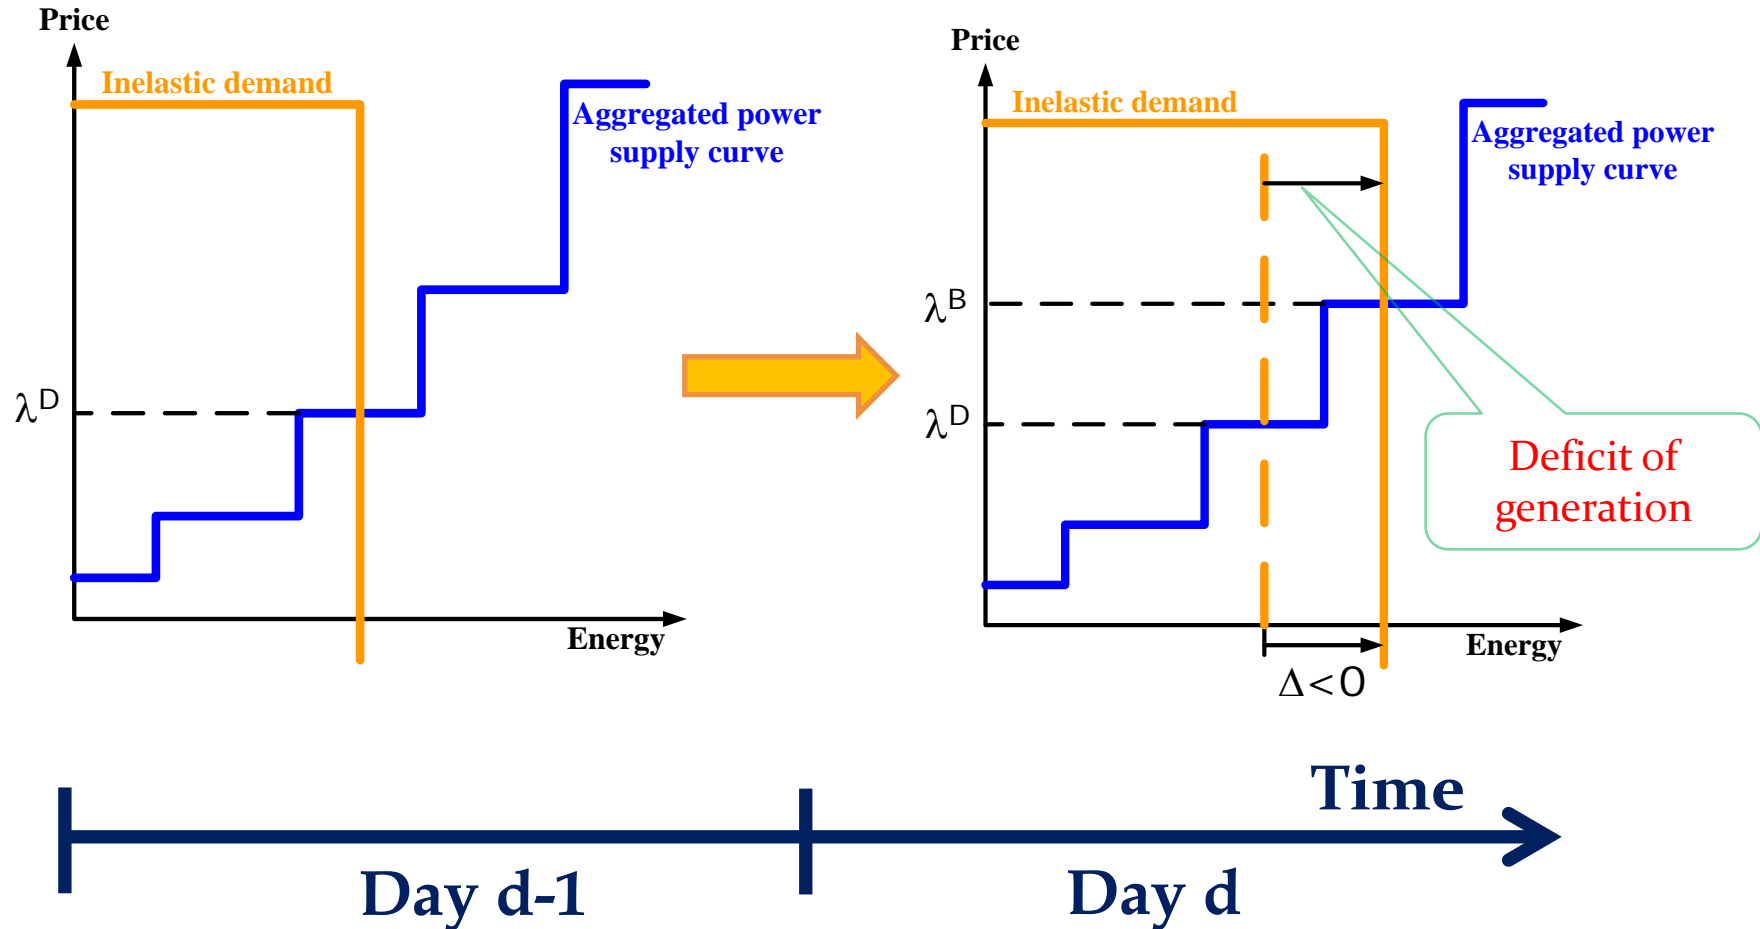 Price
Inelastic demand
Aggregated power
supply curve
λᴰ
Energy
Price
Inelastic demand
Aggregated power
supply curve
λᴮ
λᴰ
Deficit of
generation
Energy
Δ<0
Time
Day d-1
Day d